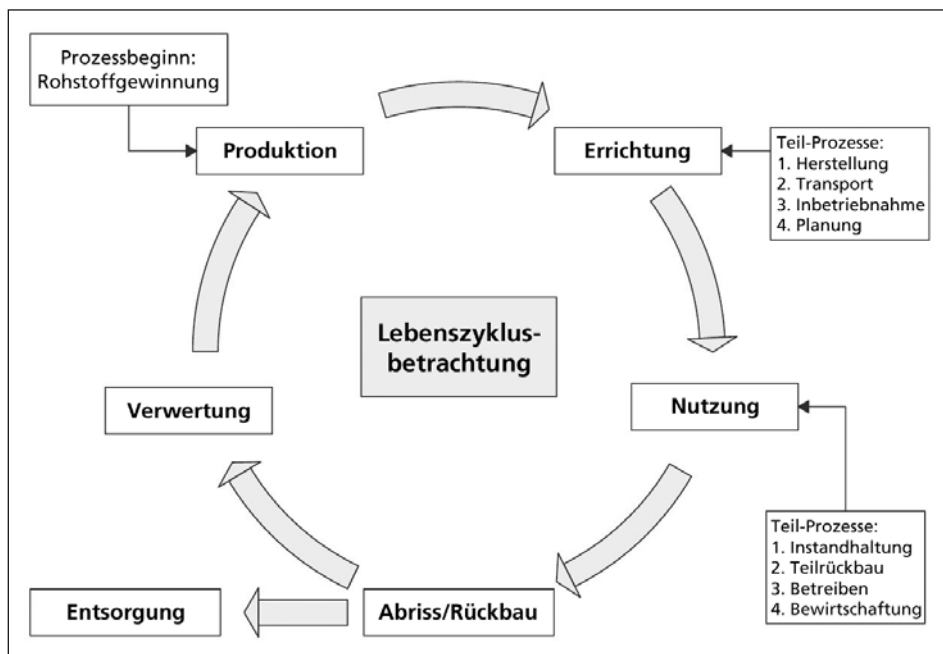 Prozessbeginn:
Rohstoffgewinnung
Produktion
Errichtung
Teil-Prozesse:
1. Herstellung
2. Transport
3. Inbetriebnahme
4. Planung
Lebenszyklus-
betrachtung
Verwertung
Nutzung
Teil-Prozesse:
1. Instandhaltung
2. Teilrückbau
3. Betreiben
4. Bewirtschaftung
Entsorgung
Abriss/Rückbau